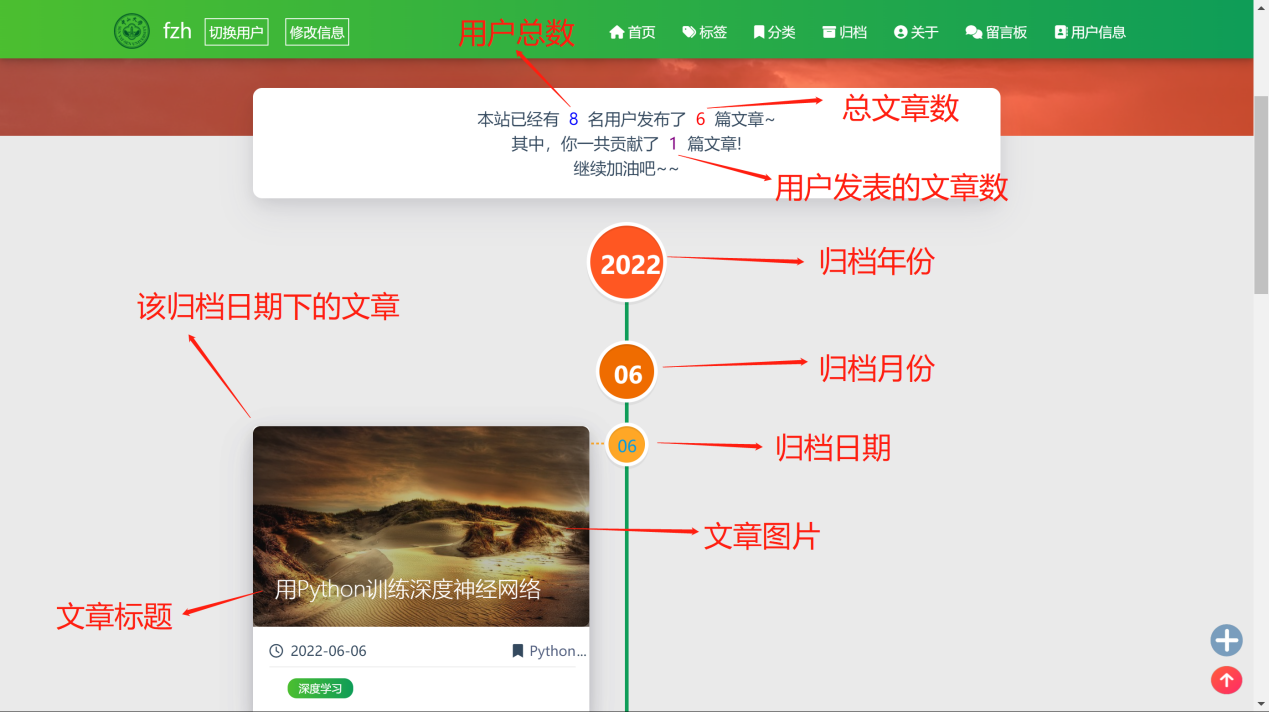 fzh 切换用户 修改信息 用户总数 首页 标签 分类 归档 关于 留言板 用户信息
总文章数
本站已经有 8 名用户发布了 6 篇文章~
其中，你一共贡献了 1 篇文章!
继续加油吧~~
用户发表的文章数
2022
归档年份
该归档日期下的文章
06
归档月份
06
归档日期
文章图片
用Python训练深度神经网络
文章标题
2022-06-06 Python...
深度学习